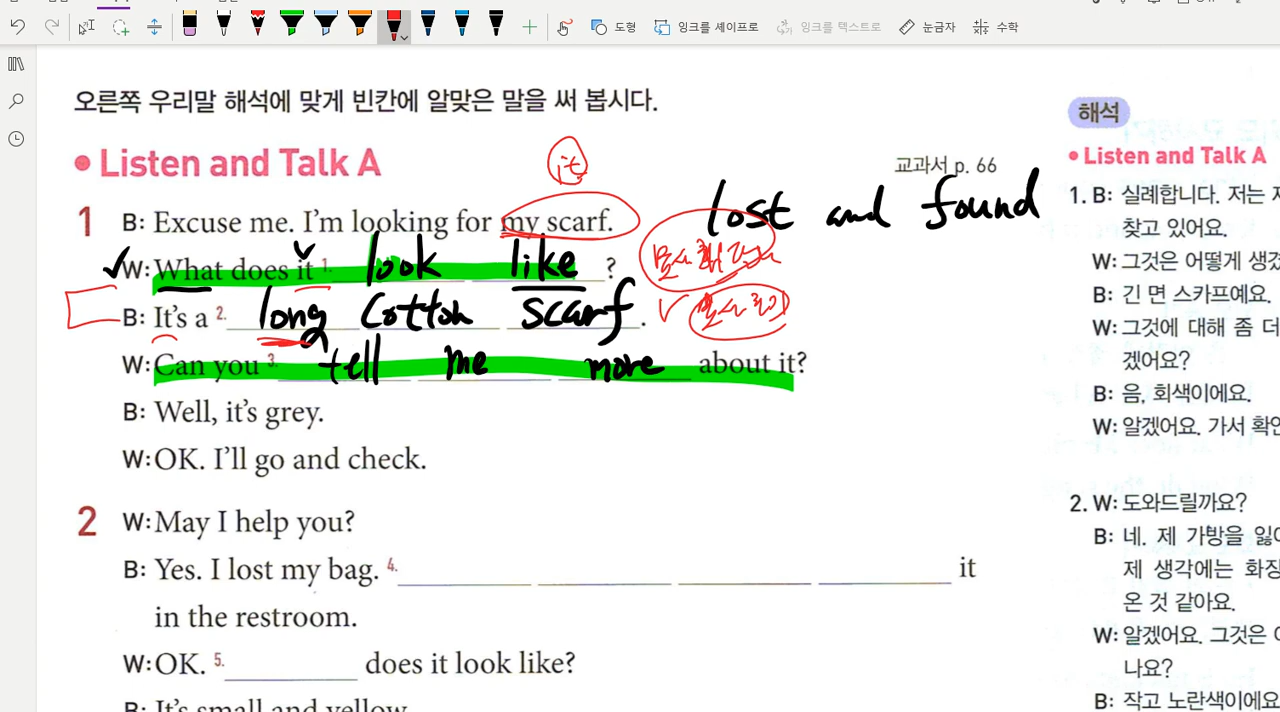 도형 잉크를 셰이프로 잉크를 텍스트로 눈금자 수학
오른쪽 우리말 해석에 맞게 빈칸에 알맞은 말을 써 봅시다.
Listen and Talk A
교과서 p. 66
it
lost and found
1 B: Excuse me. I'm looking for my scarf.
W: What does it 1. look like ?
B: It's a 2. long cotton scarf.
W: Can you 3. tell me more about it?
B: Well, it's grey.
W: OK. I'll go and check.
2 W: May I help you?
B: Yes. I lost my bag. 4. it
in the restroom.
W: OK. 5. does it look like?
B: It's small and yellow.
해석
Listen and Talk A
1. B: 실례합니다. 저는
찾고 있어요.
W: 그것은 어떻게
B: 긴 면 스카프예요.
W: 그것에 대해 좀
겠어요?
B: 음, 회색이에요.
W: 알겠어요. 가서
2. W: 도와드릴까요?
B: 네. 제 가방을
제 생각에는
온 것 같아요.
W: 알겠어요. 그것은
나요?
B: 작고 노란색이에요